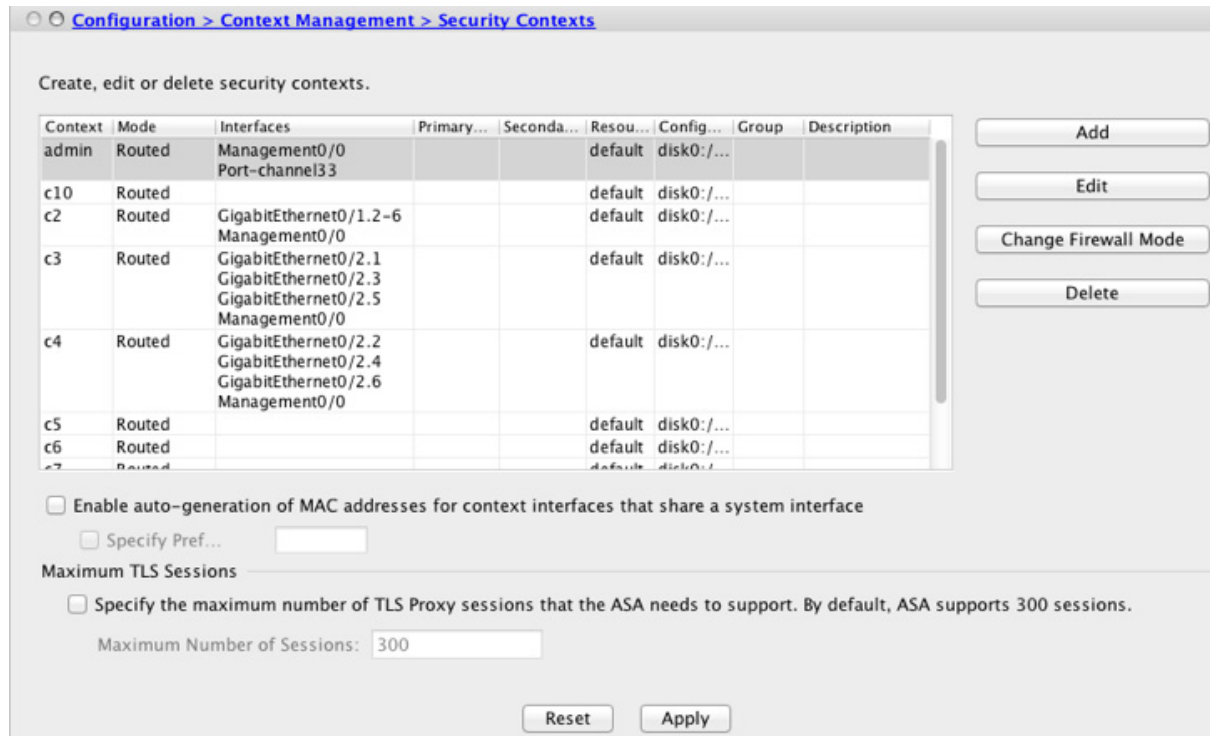 Configuration > Context Management > Security Contexts
Create, edit or delete security contexts.
Context Mode Interfaces Primary... Seconda... Resou... Config... Group Description
admin Routed Management0/0 default disk0:/...
Port-channel33
c10 Routed default disk0:/...
c2 Routed GigabitEthernet0/1.2-6 default disk0:/...
Management0/0
c3 Routed GigabitEthernet0/2.1 default disk0:/...
GigabitEthernet0/2.3
GigabitEthernet0/2.5
Management0/0
c4 Routed GigabitEthernet0/2.2 default disk0:/...
GigabitEthernet0/2.4
GigabitEthernet0/2.6
Management0/0
c5 Routed default disk0:/...
c6 Routed default disk0:/...
c7 Routed default disk0:/
Add
Edit
Change Firewall Mode
Delete
Enable auto-generation of MAC addresses for context interfaces that share a system interface
Specify Pref...
Maximum TLS Sessions
Specify the maximum number of TLS Proxy sessions that the ASA needs to support. By default, ASA supports 300 sessions.
Maximum Number of Sessions: 300
Reset Apply